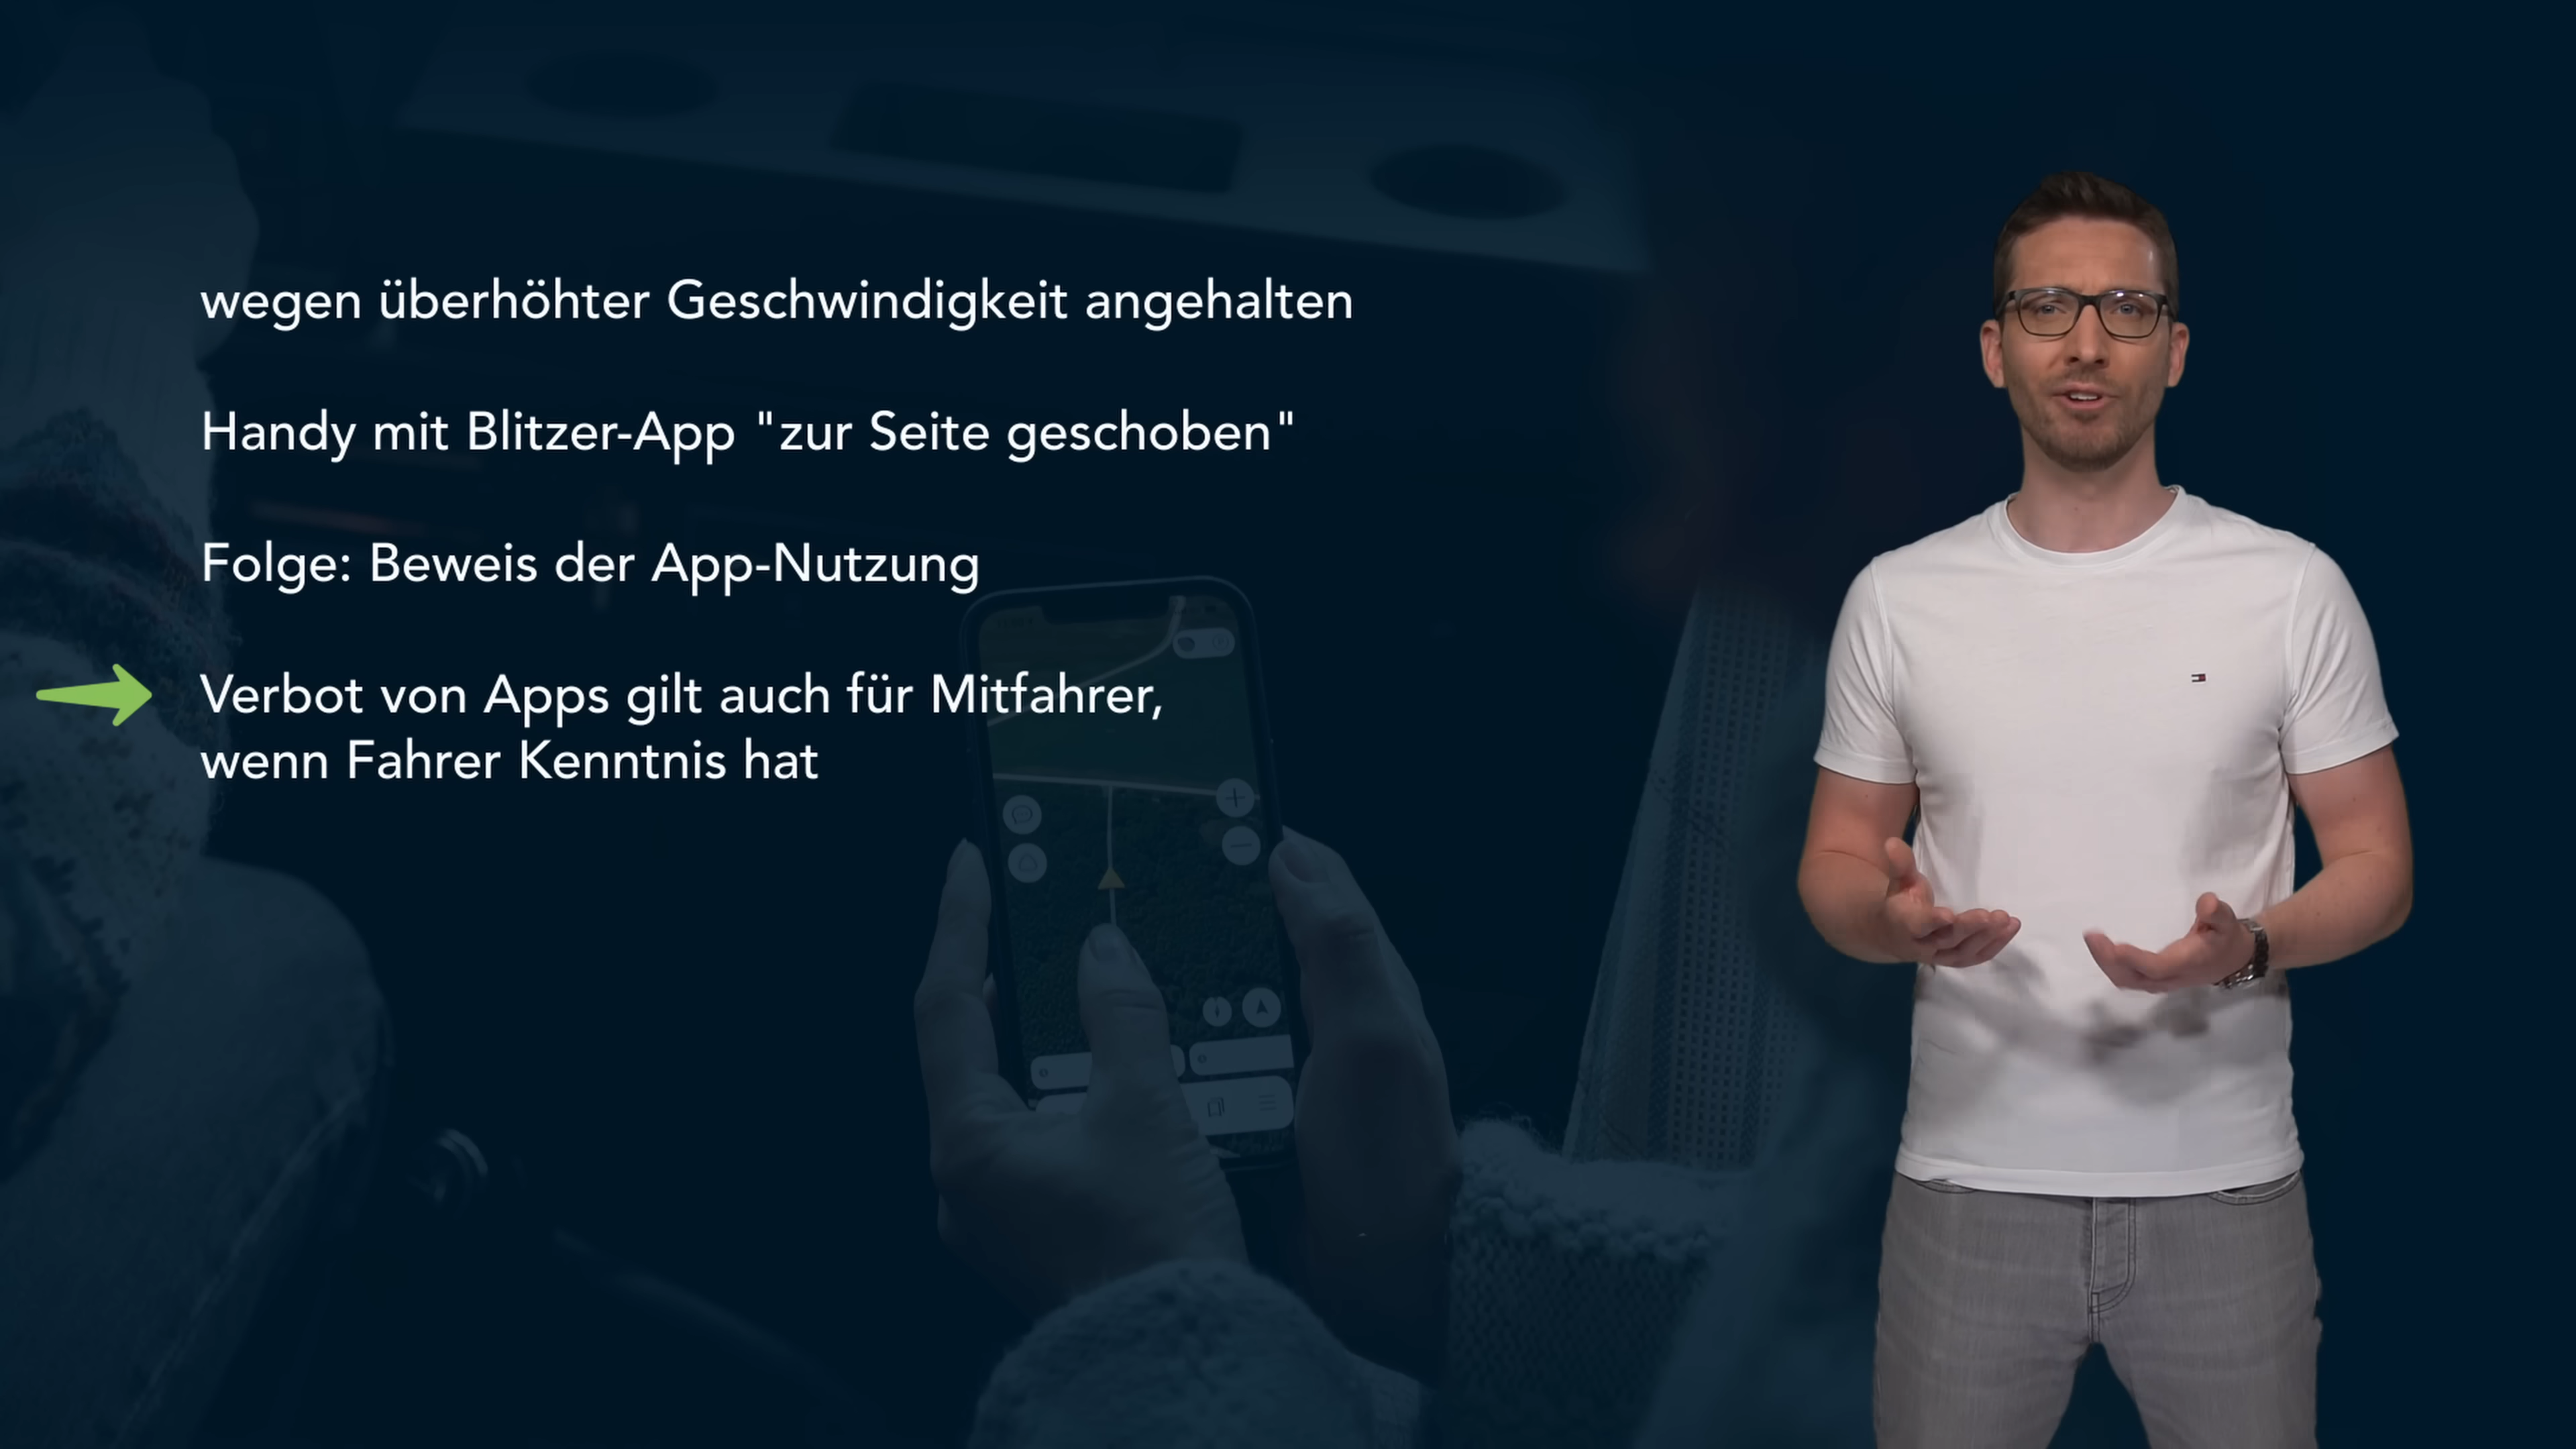 wegen überhöhter Geschwindigkeit angehalten
Handy mit Blitzer-App "zur Seite geschoben"
Folge: Beweis der App-Nutzung
Verbot von Apps gilt auch für Mitfahrer,
wenn Fahrer Kenntnis hat